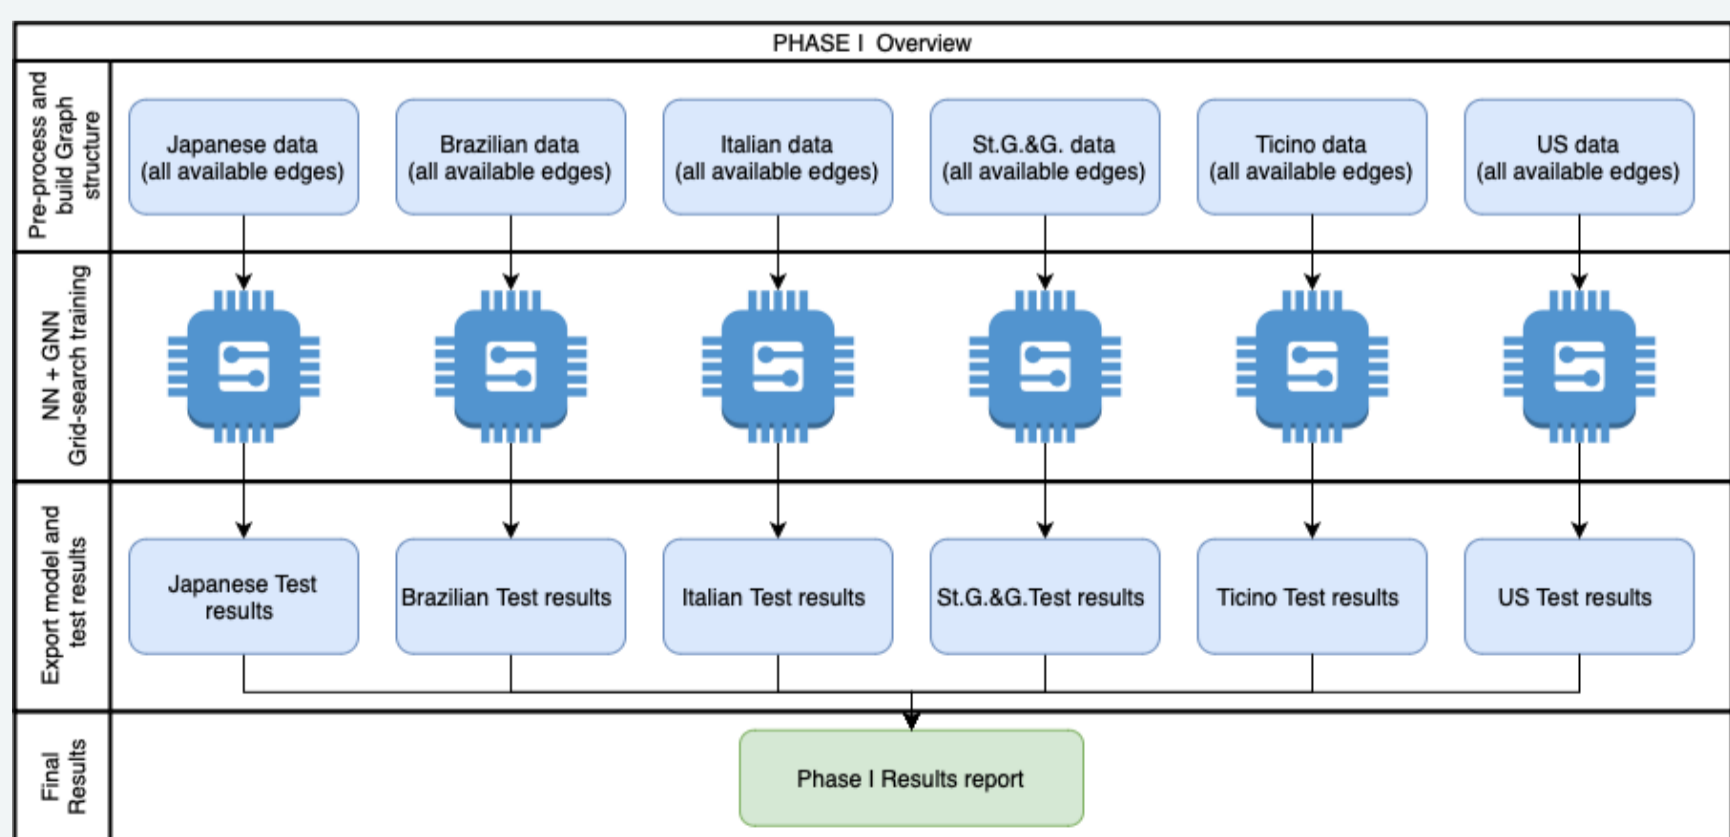 PHASE I  Overview
Pre-process and
build Graph
structure
Japanese data
(all available edges)
Brazilian data
(all available edges)
Italian data
(all available edges)
St.G.&G. data
(all available edges)
Ticino data
(all available edges)
US data
(all available edges)
NN + GNN
Grid-search training
Export model and
test results
Japanese Test
results
Brazilian Test results
Italian Test results
St.G.&G.Test results
Ticino Test results
US Test results
Final
Results
Phase I Results report